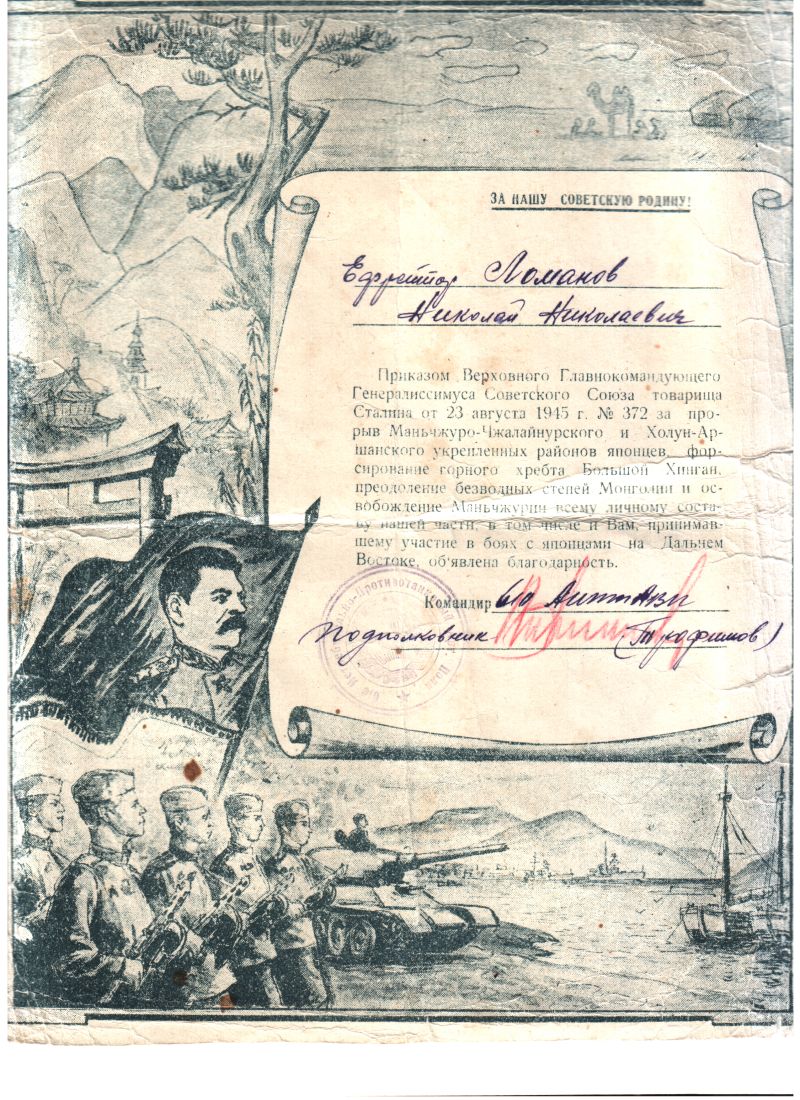 ЗА НАШУ СОВЕТСКУЮ РОДИНУ!
Ефрейтор Ломанов
Николай Николаевич
Приказом Верховного Главнокомандующего
Генералиссимуса Советского Союза товарища
Сталина от 23 августа 1945 г. № 372 за про-
рыв Маньчжуро-Чжалайнурского и Холун-Ар-
шанского укрепленных районов японцев, фор-
сирование горного хребта Большой Хинган,
преодоление безводных степей Монголии и ос-
вобождение Маньчжурии всему личному соста-
ву нашей части, в том числе и Вам, принимав-
шему участие в боях с японцами на Дальнем
Востоке, об'явлена благодарность.
Командир
Подполковник (Трофимов)